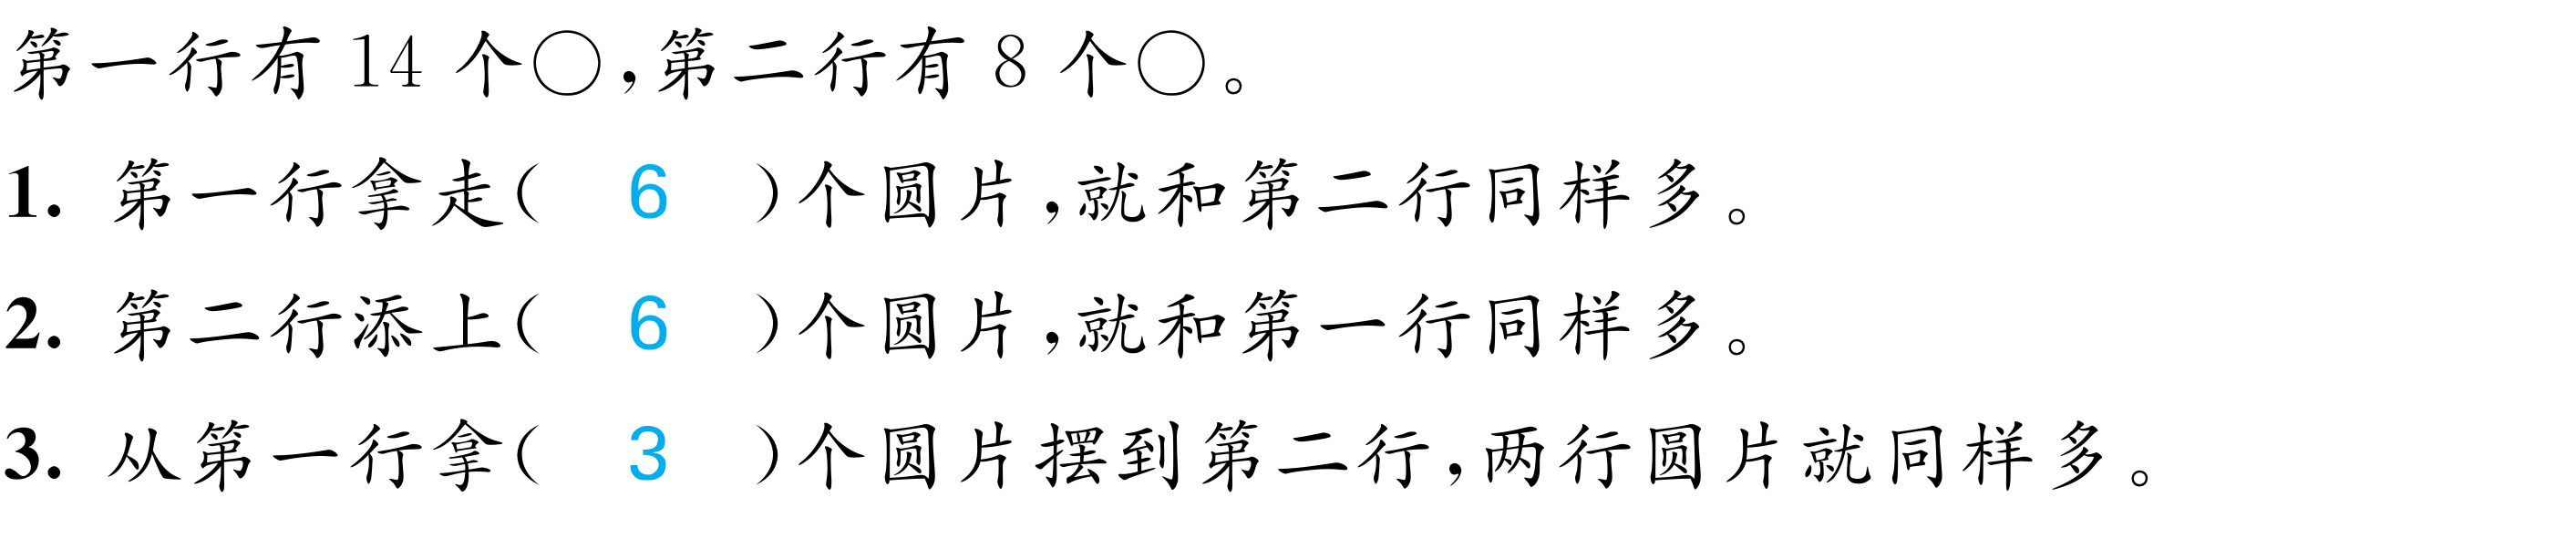 第一行有 14 个○,第二行有 8 个○。
1. 第一行拿走( 6 )个圆片,就和第二行同样多。
2. 第二行添上( 6 )个圆片,就和第一行同样多。
3. 从第一行拿( 3 )个圆片摆到第二行,两行圆片就同样多。